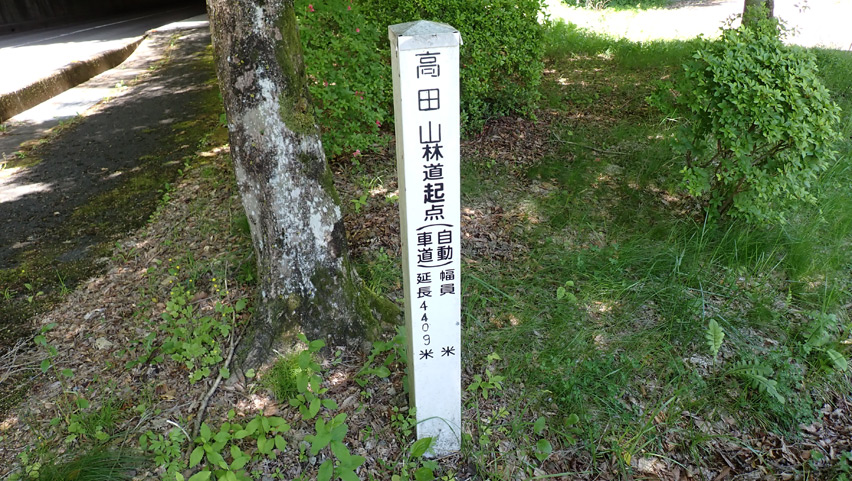 高田山林道起点
(自動車道)
幅員 米
延長4409米